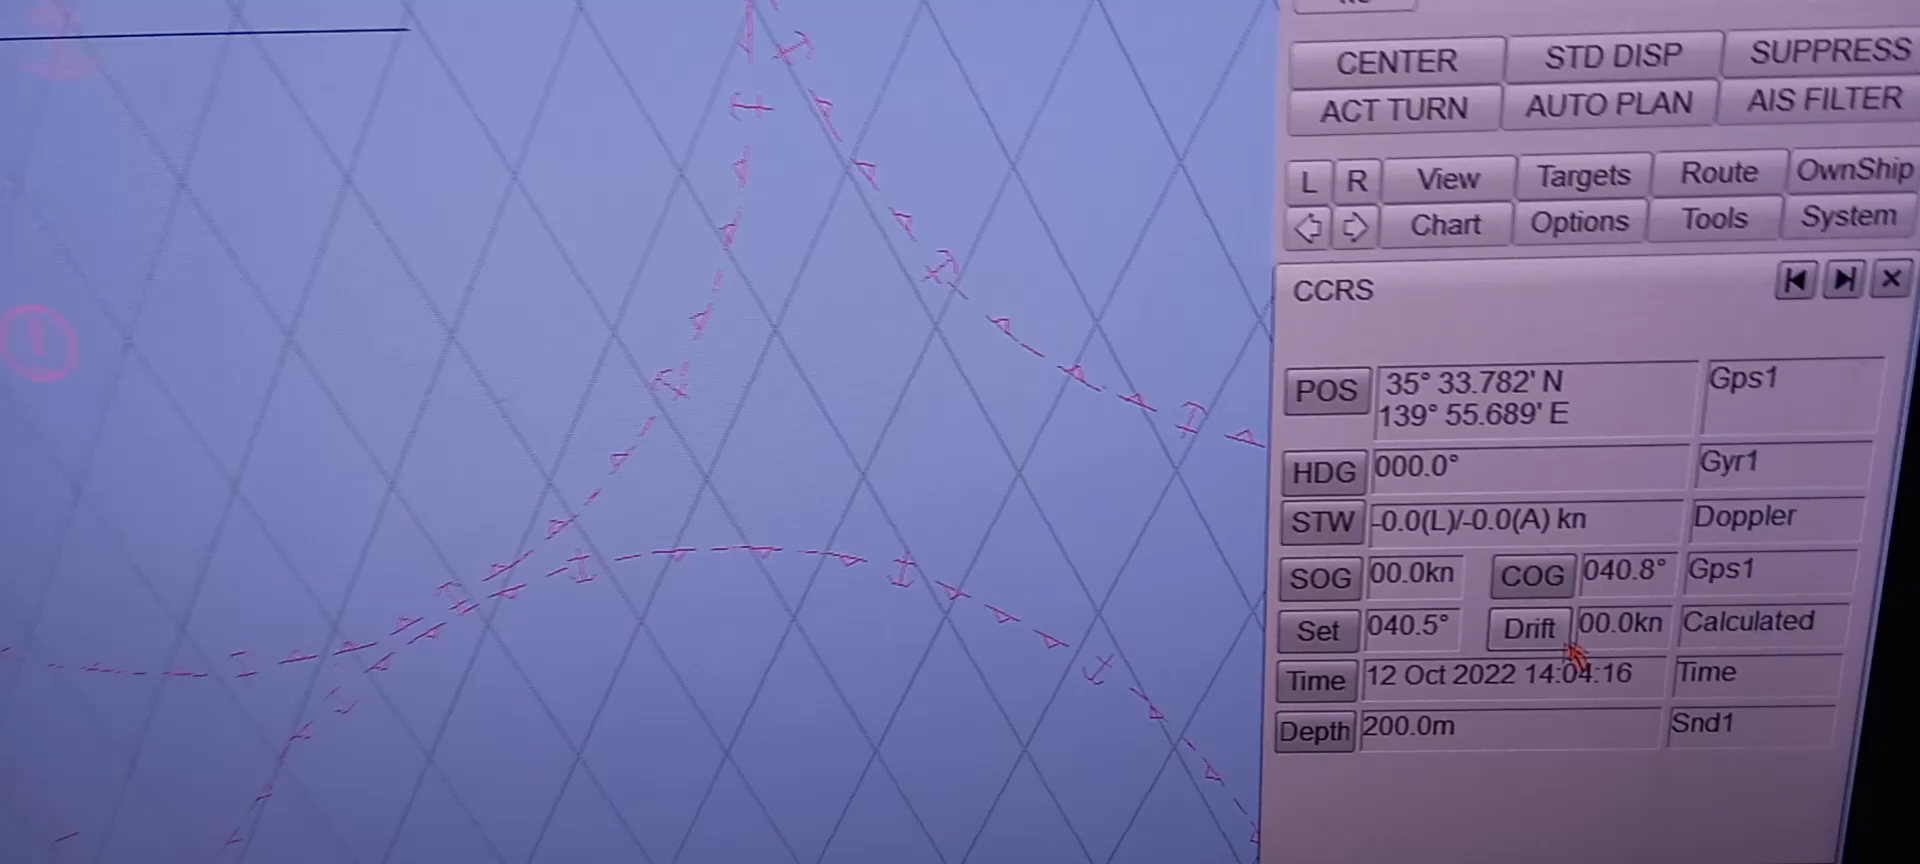 CENTER STD DISP SUPPRESS
ACT TURN AUTO PLAN AIS FILTER
L R View Targets Route OwnShip
Chart Options Tools System
CCRS
POS 35° 33.782' N Gps1
139° 55.689' E
HDG 000.0° Gyr1
STW -0.0(L)/-0.0(A) kn Doppler
SOG 00.0kn COG 040.8° Gps1
Set 040.5° Drift 00.0kn Calculated
Time 12 Oct 2022 14:04:16 Time
Depth 200.0m Snd1